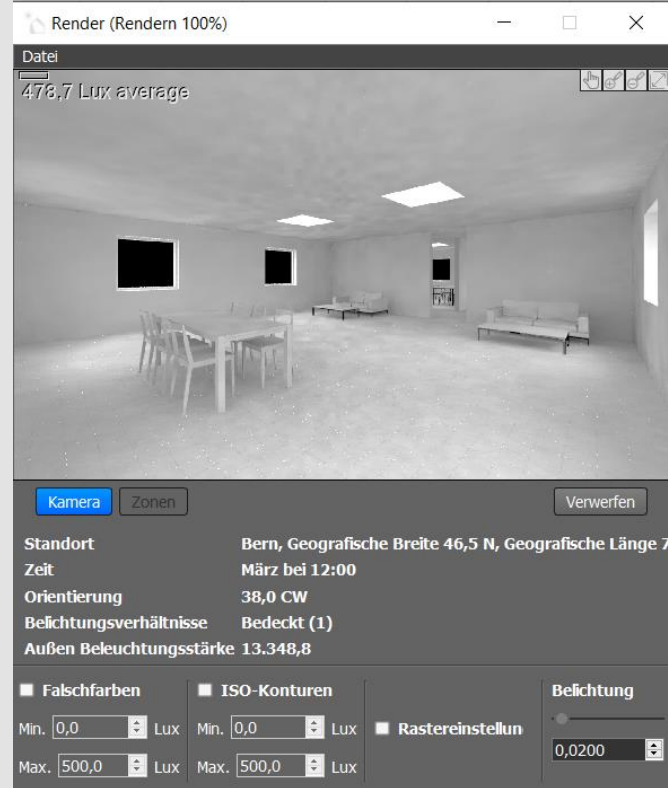 Render (Rendern 100%)
Datei
478,7 Lux average
Kamera Zonen Verwerfen
Standort Bern, Geografische Breite 46,5 N, Geografische Länge 7
Zeit März bei 12:00
Orientierung 38,0 CW
Belichtungsverhältnisse Bedeckt (1)
Außen Beleuchtungsstärke 13.348,8
Falschfarben ISO-Konturen Belichtung
Min. 0,0 Lux Min. 0,0 Lux Rastereinstellun
Max. 500,0 Lux Max. 500,0 Lux 0,0200